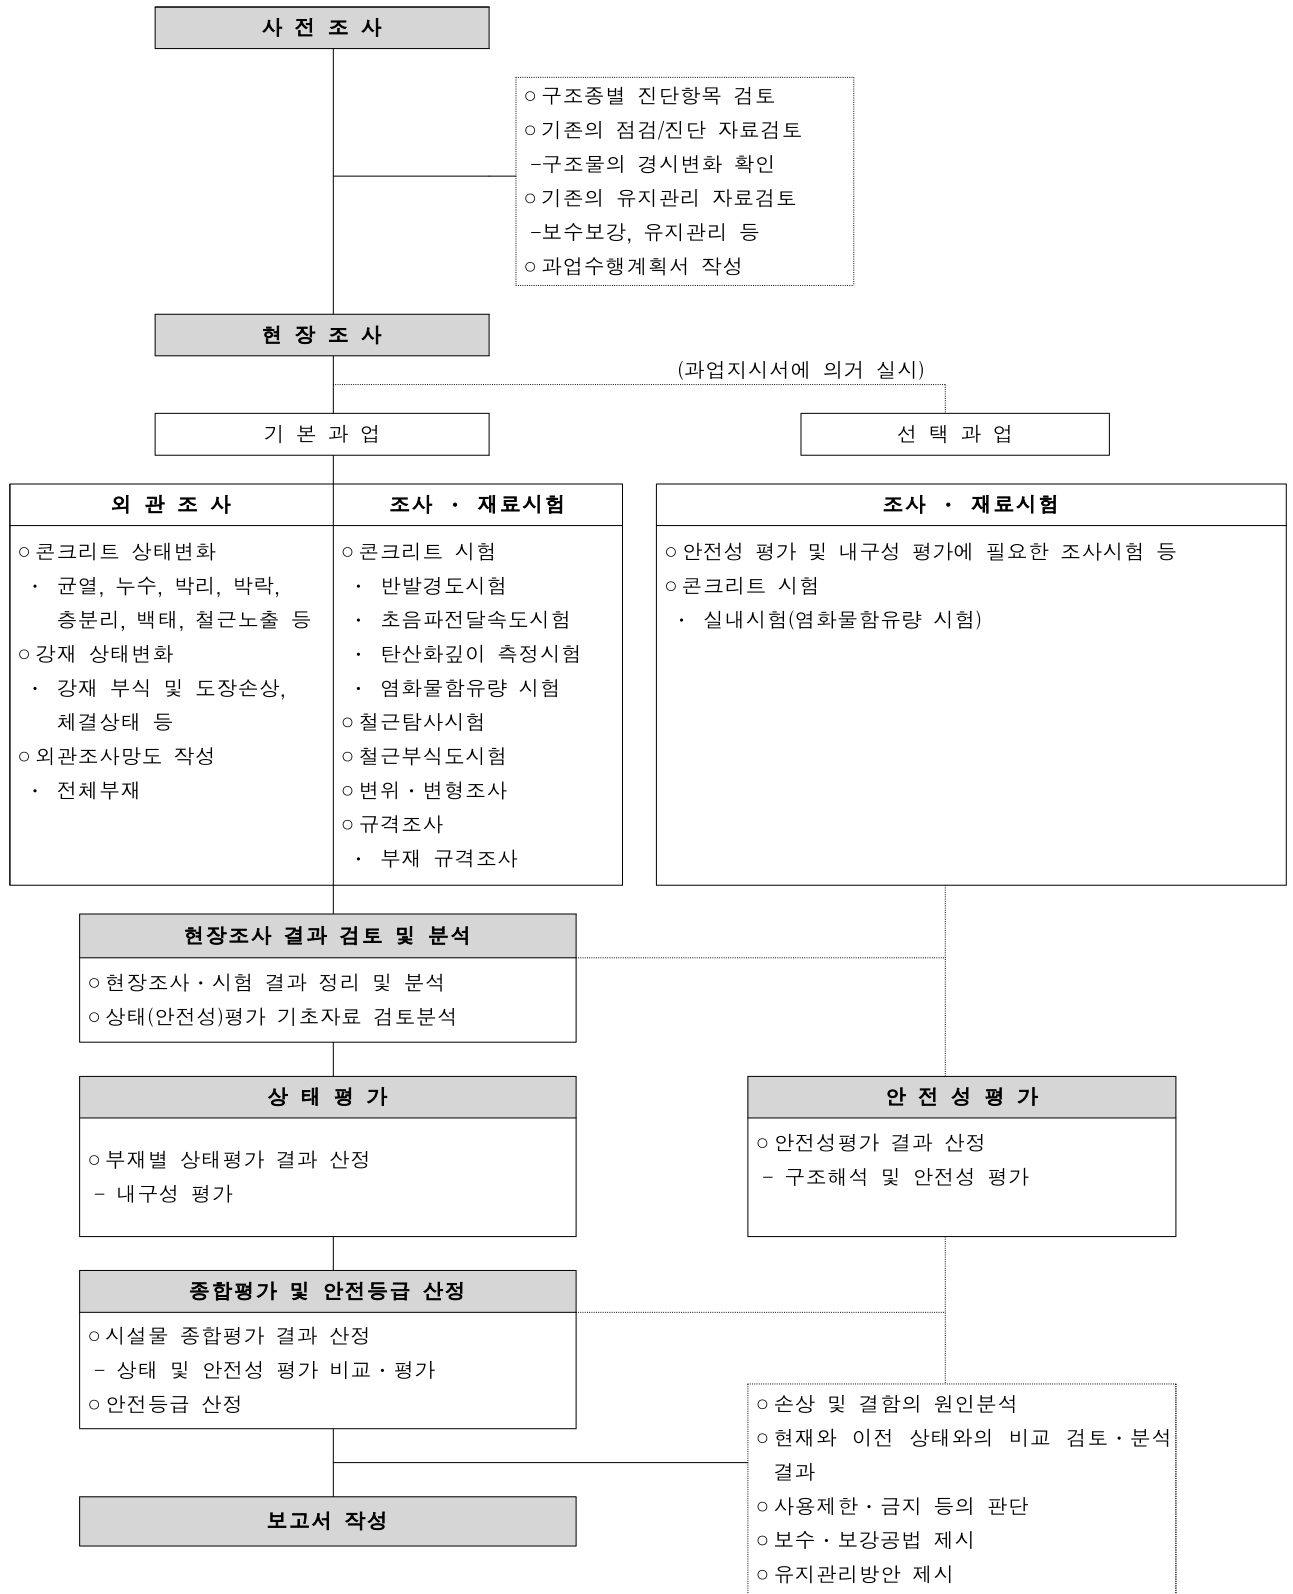 사 전 조 사
○ 구조종별 진단항목 검토
○ 기존의 점검/진단 자료검토
-구조물의 경시변화 확인
○ 기존의 유지관리 자료검토
-보수보강, 유지관리 등
○ 과업수행계획서 작성
현 장 조 사
(과업지시서에 의거 실시)
기 본 과 업
선 택 과 업
외 관 조 사
○ 콘크리트 상태변화
· 균열, 누수, 박리, 박락,
층분리, 백태, 철근노출 등
○ 강재 상태변화
· 강재 부식 및 도장손상,
체결상태 등
○ 외관조사망도 작성
· 전체부재
조사 · 재료시험
○ 콘크리트 시험
· 반발경도시험
· 초음파전달속도시험
· 탄산화깊이 측정시험
· 염화물함유량 시험
○ 철근탐사시험
○ 철근부식도시험
○ 변위·변형조사
○ 규격조사
· 부재 규격조사
조사 · 재료시험
○ 안전성 평가 및 내구성 평가에 필요한 조사시험 등
○ 콘크리트 시험
· 실내시험(염화물함유량 시험)
현장조사 결과 검토 및 분석
○ 현장조사·시험 결과 정리 및 분석
○ 상태(안전성)평가 기초자료 검토분석
상 태 평 가
○ 부재별 상태평가 결과 산정
- 내구성 평가
안 전 성 평 가
○ 안전성평가 결과 산정
- 구조해석 및 안전성 평가
종합평가 및 안전등급 산정
○ 시설물 종합평가 결과 산정
- 상태 및 안전성 평가 비교·평가
○ 안전등급 산정
○ 손상 및 결함의 원인분석
○ 현재와 이전 상태와의 비교 검토·분석
결과
○ 사용제한·금지 등의 판단
○ 보수·보강공법 제시
○ 유지관리방안 제시
보고서 작성